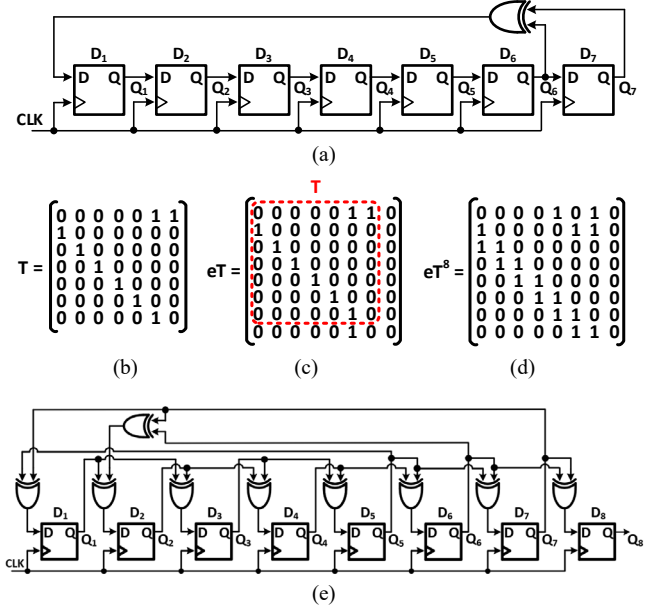 D1 D2 D3 D4 D5 D6 D7
D Q D Q D Q D Q D Q D Q D Q
Q1 Q2 Q3 Q4 Q5 Q6 Q7
CLK
(a)
T =
0 0 0 0 0 1 1
1 0 0 0 0 0 0
0 1 0 0 0 0 0
0 0 1 0 0 0 0
0 0 0 1 0 0 0
0 0 0 0 1 0 0
0 0 0 0 0 1 0
(b)
T
eT =
0 0 0 0 0 1 1 0
1 0 0 0 0 0 0 0
0 1 0 0 0 0 0 0
0 0 1 0 0 0 0 0
0 0 0 1 0 0 0 0
0 0 0 0 1 0 0 0
0 0 0 0 0 1 0 0
0 0 0 0 0 1 0 0
(c)
eT⁸ =
0 0 0 0 1 0 1 0
1 0 0 0 0 1 1 0
1 1 0 0 0 0 0 0
0 1 1 0 0 0 0 0
0 0 1 1 0 0 0 0
0 0 0 1 1 0 0 0
0 0 0 0 1 1 0 0
0 0 0 0 0 1 1 0
(d)
D1 D2 D3 D4 D5 D6 D7 D8
D Q D Q D Q D Q D Q D Q D Q D Q
Q1 Q2 Q3 Q4 Q5 Q6 Q7 Q8
CLK
(e)